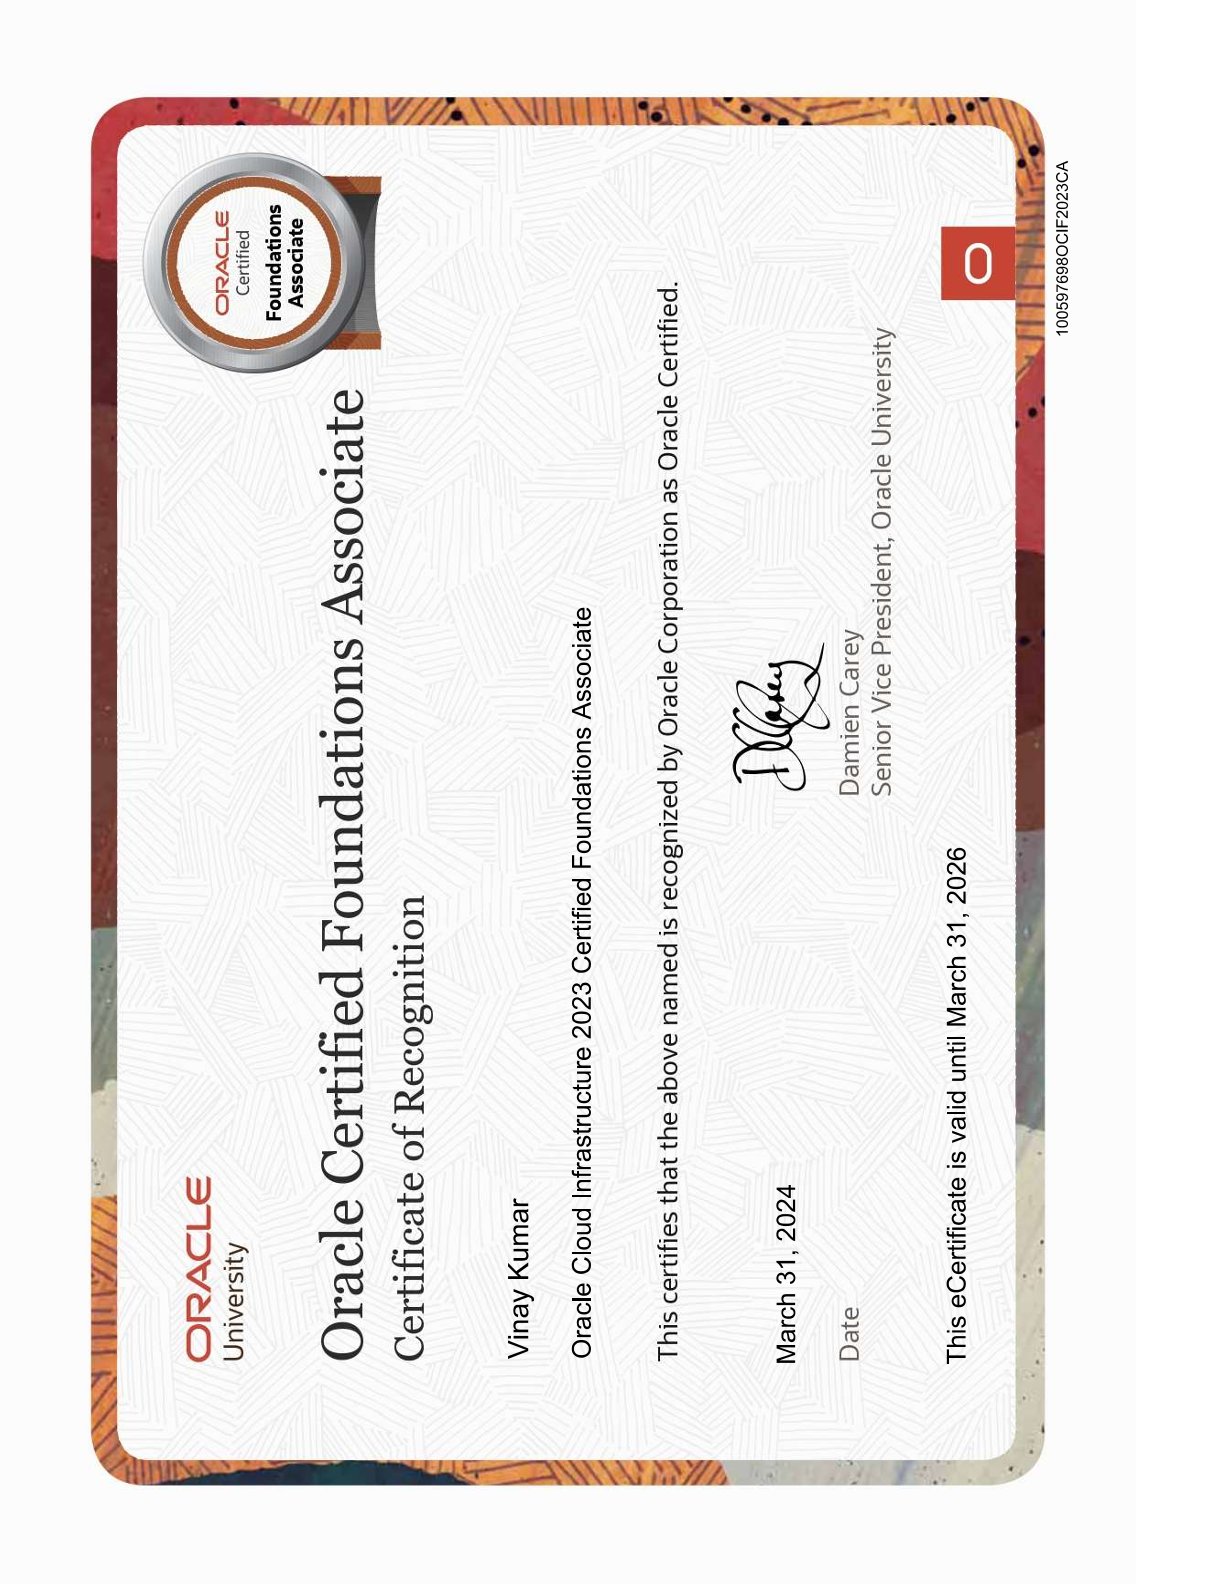 ORACLE
University
ORACLE
Certified
Foundations
Associate
Oracle Certified Foundations Associate
Certificate of Recognition
Vinay Kumar
Oracle Cloud Infrastructure 2023 Certified Foundations Associate
This certifies that the above named is recognized by Oracle Corporation as Oracle Certified.
March 31, 2024
Date
DCarey
Damien Carey
Senior Vice President, Oracle University
This eCertificate is valid until March 31, 2026
100597698OCIF2023CA